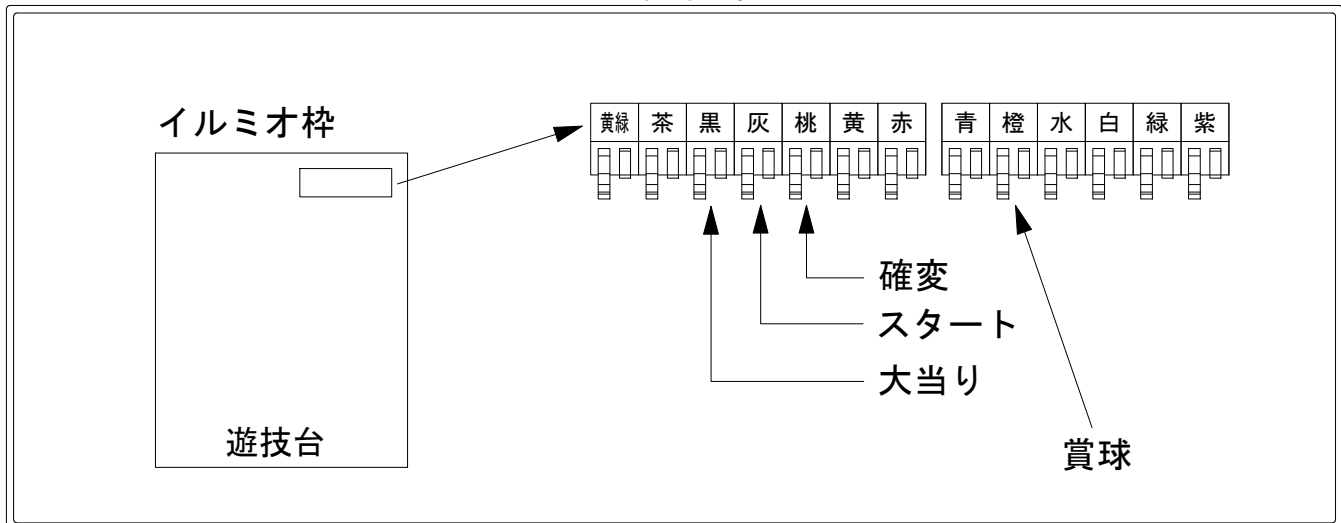 イルミオ枠
黄緑 茶 黒 灰 桃 黄 赤 青 橙 水 白 緑 紫
確変
スタート
大当り
賞球
遊技台